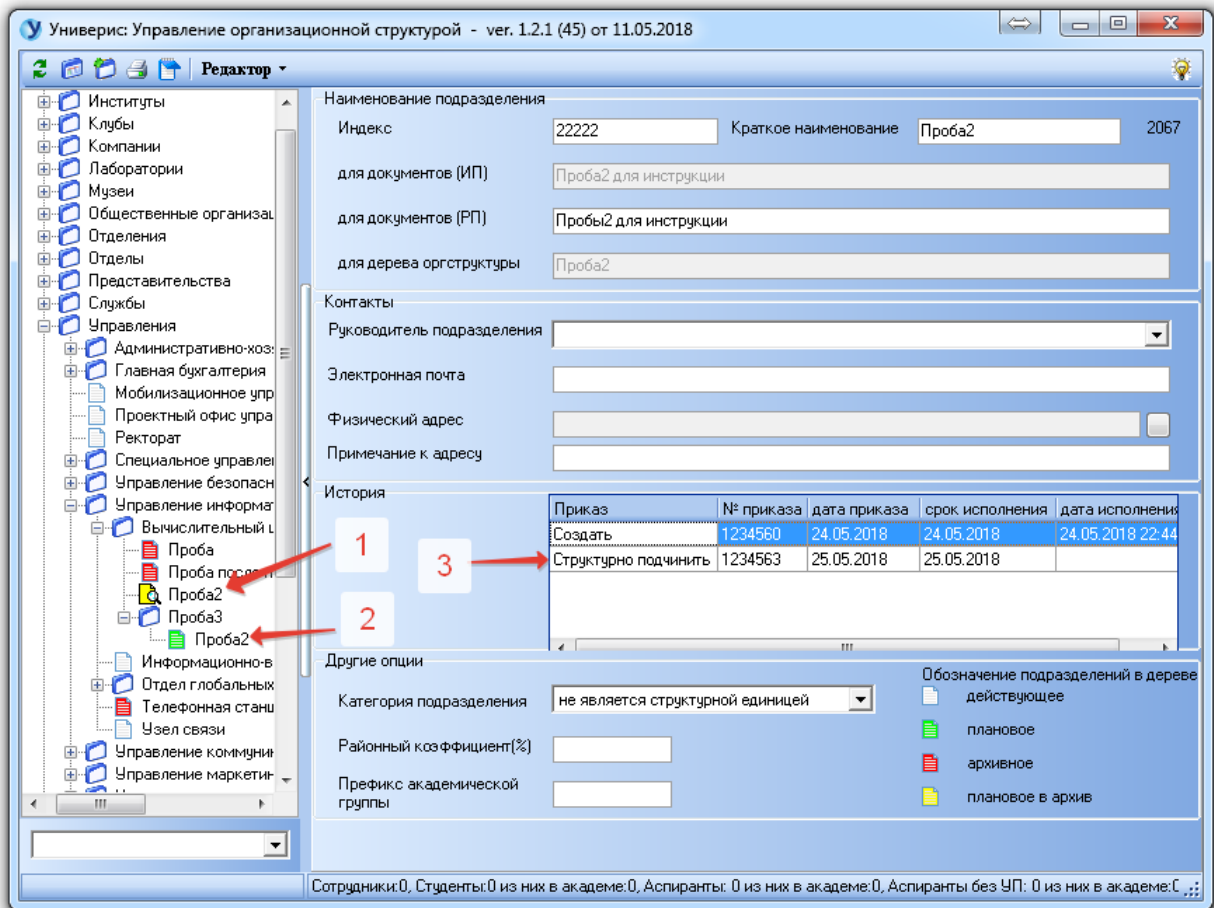 Универис: Управление организационной структурой - ver. 1.2.1 (45) от 11.05.2018
Редактор
Институты
Клубы
Компании
Лаборатории
Музеи
Общественные организац
Отделения
Отделы
Представительства
Службы
Управления
Административно-хоз
Главная бухгалтерия
Мобилизационное упр
Проектный офис упра
Ректорат
Специальное управлен
Управление безопасн
Управление информат
Вычислительный ц
Проба
Проба после
Проба2
Проба3
Проба2
Информационно-в
Отдел глобальных
Телефонная станц
Узел связи
Управление коммуник
Управление маркетин
1
2
3
Наименование подразделения
Индекс 22222 Краткое наименование Проба2 2067
для документов (ИП) Проба2 для инструкции
для документов (РП) Пробы2 для инструкции
для дерева оргструктуры Проба2
Контакты
Руководитель подразделения
Электронная почта
Физический адрес
Примечание к адресу
История
Приказ № приказа дата приказа срок исполнения дата исполнения
Создать 1234560 24.05.2018 24.05.2018 24.05.2018 22:44
Структурно подчинить 1234563 25.05.2018 25.05.2018
Другие опции
Категория подразделения не является структурной единицей
Районный коэффициент(%)
Префикс академической
группы
Обозначение подразделений в дереве
действующее
плановое
архивное
плановое в архив
Сотрудники:0, Студенты:0 из них в академе:0, Аспиранты: 0 из них в академе:0, Аспиранты без УП: 0 из них в академе:0